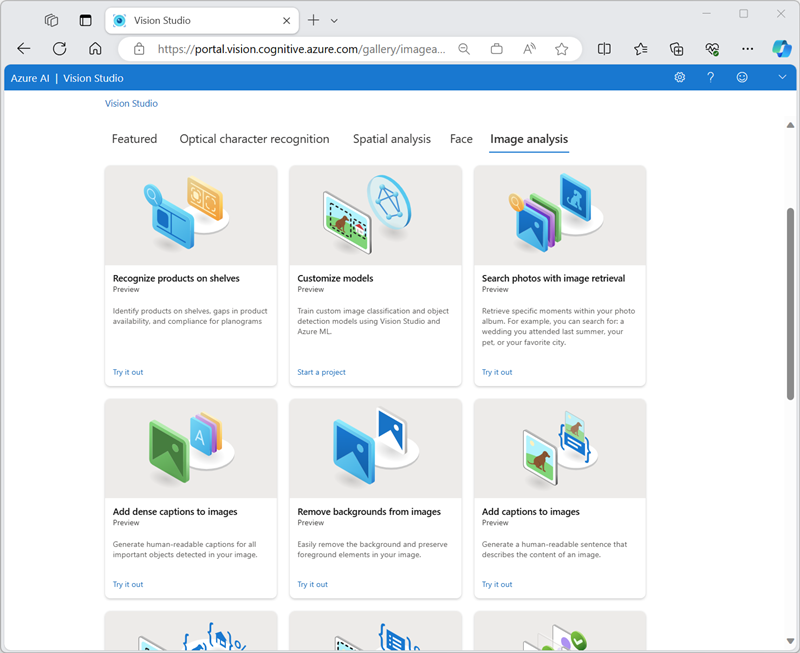 Vision Studio
https://portal.vision.cognitive.azure.com/gallery/imagea...
Azure AI | Vision Studio
Vision Studio
Featured Optical character recognition Spatial analysis Face Image analysis
Recognize products on shelves
Preview
Identify products on shelves, gaps in product
availability, and compliance for planograms
Try it out
Customize models
Preview
Train custom image classification and object
detection models using Vision Studio and
Azure ML.
Start a project
Search photos with image retrieval
Preview
Retrieve specific moments within your photo
album. For example, you can search for: a
wedding you attended last summer, your
pet, or your favorite city.
Try it out
A
Add dense captions to images
Preview
Generate human-readable captions for all
important objects detected in your image.
Try it out
Remove backgrounds from images
Preview
Easily remove the background and preserve
foreground elements in your image.
Try it out
Add captions to images
Preview
Generate a human-readable sentence that
describes the content of an image.
Try it out